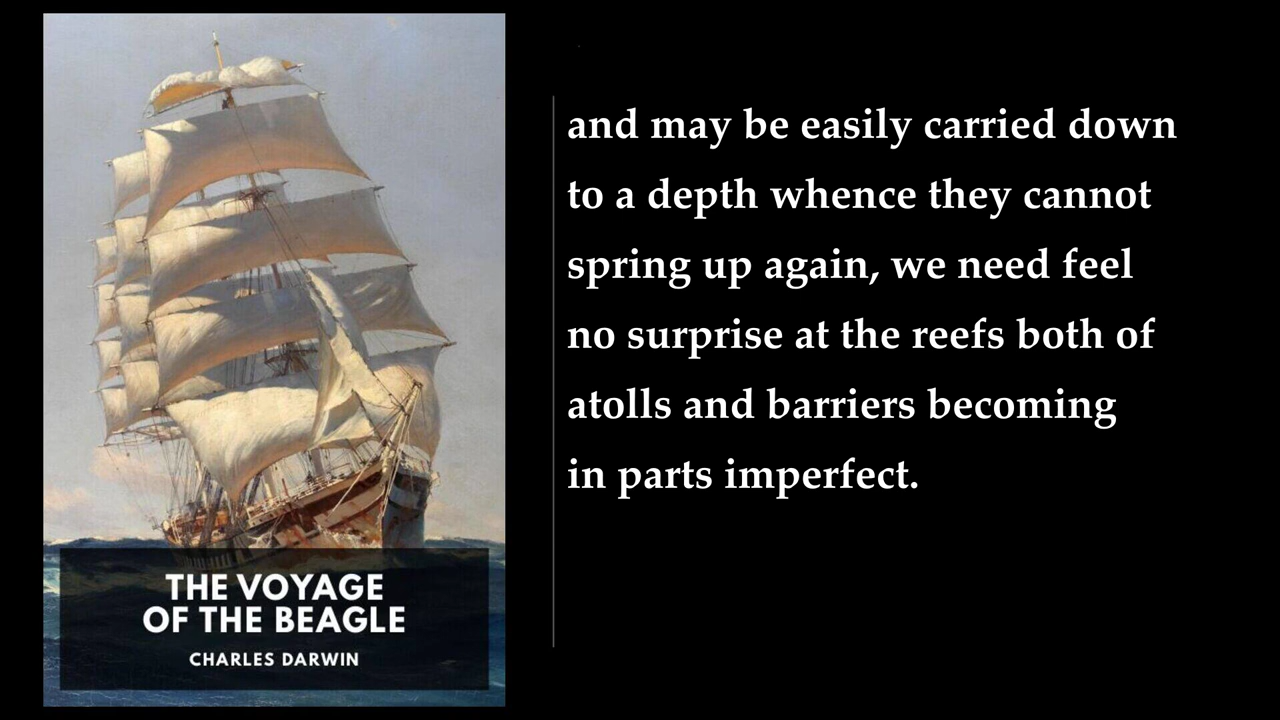 THE VOYAGE
OF THE BEAGLE
CHARLES DARWIN
and may be easily carried down
to a depth whence they cannot
spring up again, we need feel
no surprise at the reefs both of
atolls and barriers becoming
in parts imperfect.